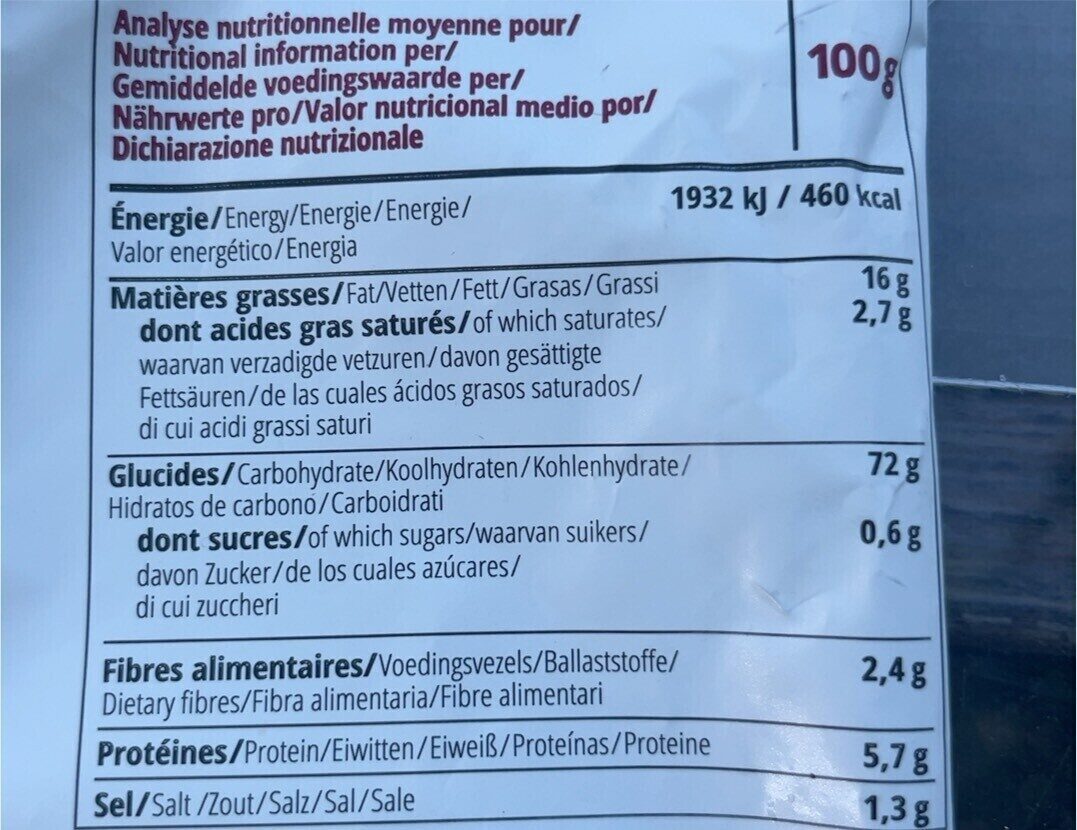 Analyse nutritionnelle moyenne pour/
Nutritional information per/
Gemiddelde voedingswaarde per/
Nährwerte pro/Valor nutricional medio por/
Dichiarazione nutrizionale
100g
Énergie/Energy/Energie/Energie/ 1932 kJ / 460 kcal
Valor energético/Energia
Matières grasses/Fat/Vetten/Fett/Grasas/Grassi 16 g
dont acides gras saturés/of which saturates/ 2,7 g
waarvan verzadigde vetzuren/davon gesättigte
Fettsäuren/de las cuales ácidos grasos saturados/
di cui acidi grassi saturi
Glucides/Carbohydrate/Koolhydraten/Kohlenhydrate/ 72 g
Hidratos de carbono/Carboidrati
dont sucres/of which sugars/waarvan suikers/ 0,6 g
davon Zucker/de los cuales azúcares/
di cui zuccheri
Fibres alimentaires/Voedingsvezels/Ballaststoffe/ 2,4 g
Dietary fibres/Fibra alimentaria/Fibre alimentari
Protéines/Protein/Eiwitten/Eiweiß/Proteínas/Proteine 5,7 g
Sel/Salt /Zout/Salz/Sal/Sale 1,3 g